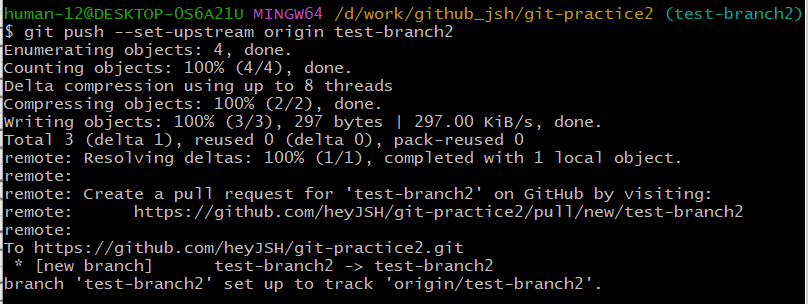 human-12@DESKTOP-0S6A21U MINGW64 /d/work/github_jsh/git-practice2 (test-branch2)
$ git push --set-upstream origin test-branch2
Enumerating objects: 4, done.
Counting objects: 100% (4/4), done.
Delta compression using up to 8 threads
Compressing objects: 100% (2/2), done.
Writing objects: 100% (3/3), 297 bytes | 297.00 KiB/s, done.
Total 3 (delta 1), reused 0 (delta 0), pack-reused 0
remote: Resolving deltas: 100% (1/1), completed with 1 local object.
remote:
remote: Create a pull request for 'test-branch2' on GitHub by visiting:
remote:      https://github.com/heyJSH/git-practice2/pull/new/test-branch2
remote:
To https://github.com/heyJSH/git-practice2.git
 * [new branch]      test-branch2 -> test-branch2
branch 'test-branch2' set up to track 'origin/test-branch2'.